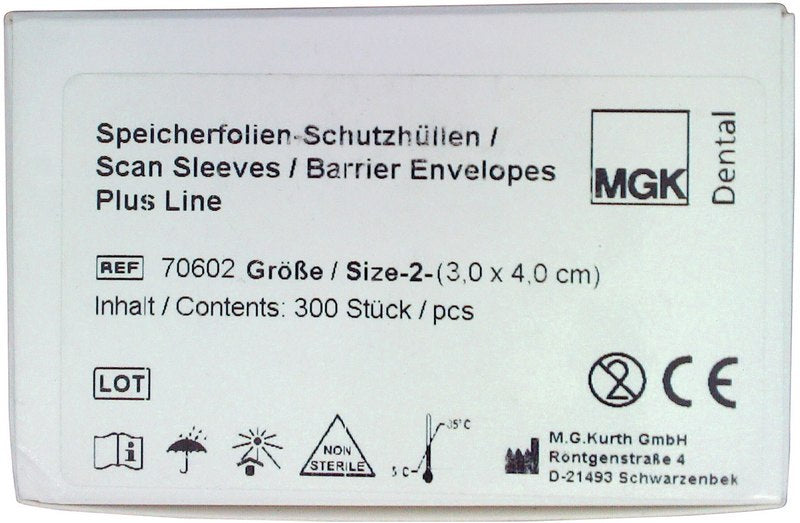 Speicherfolien-Schutzhüllen /
Scan Sleeves / Barrier Envelopes
Plus Line
MGK
Dental
REF 70602 Größe / Size-2-(3,0 x 4,0 cm)
Inhalt / Contents: 300 Stück / pcs
LOT
2
CE
i
NON
STERILE
35°C
5 C
M.G.Kurth GmbH
Röntgenstraße 4
D-21493 Schwarzenbek